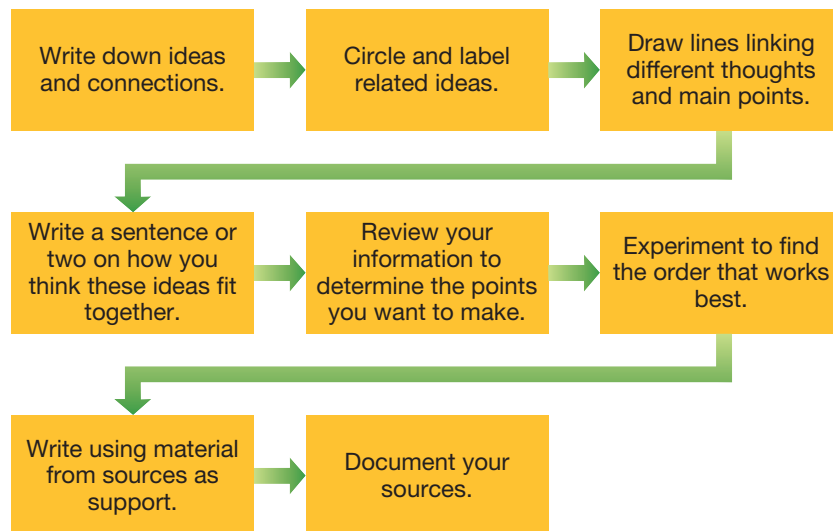 Write down ideas
and connections.
Circle and label
related ideas.
Draw lines linking
different thoughts
and main points.
Write a sentence or
two on how you
think these ideas fit
together.
Review your
information to
determine the points
you want to make.
Experiment to find
the order that works
best.
Write using material
from sources as
support.
Document your
sources.